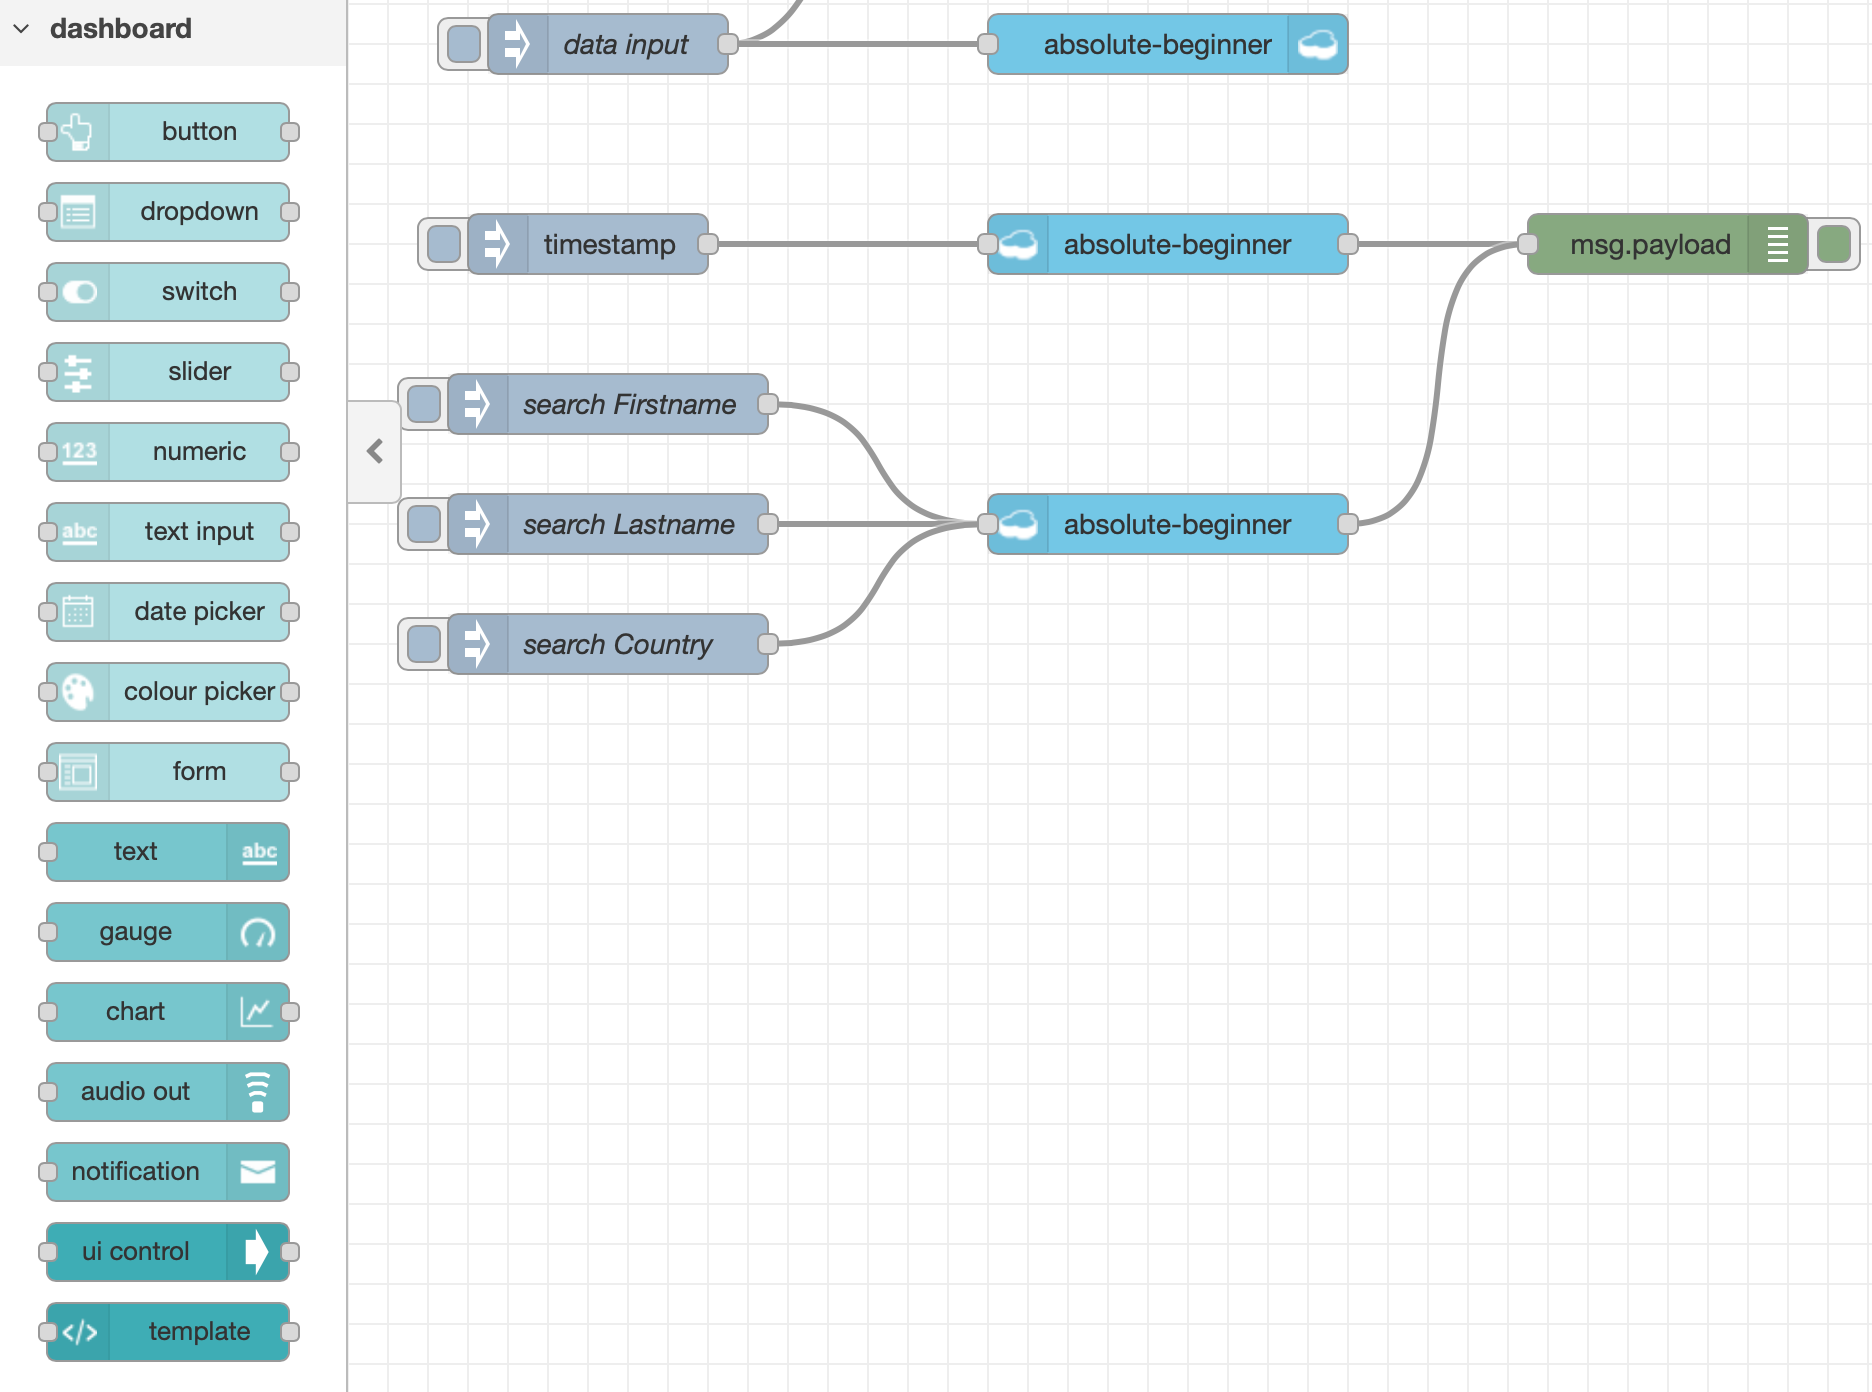 dashboard
button
dropdown
switch
slider
123
numeric
abc
text input
date picker
colour picker
form
text
abc
gauge
chart
audio out
notification
ui control
</>
template
data input
absolute-beginner
timestamp
absolute-beginner
msg.payload
search Firstname
search Lastname
absolute-beginner
search Country